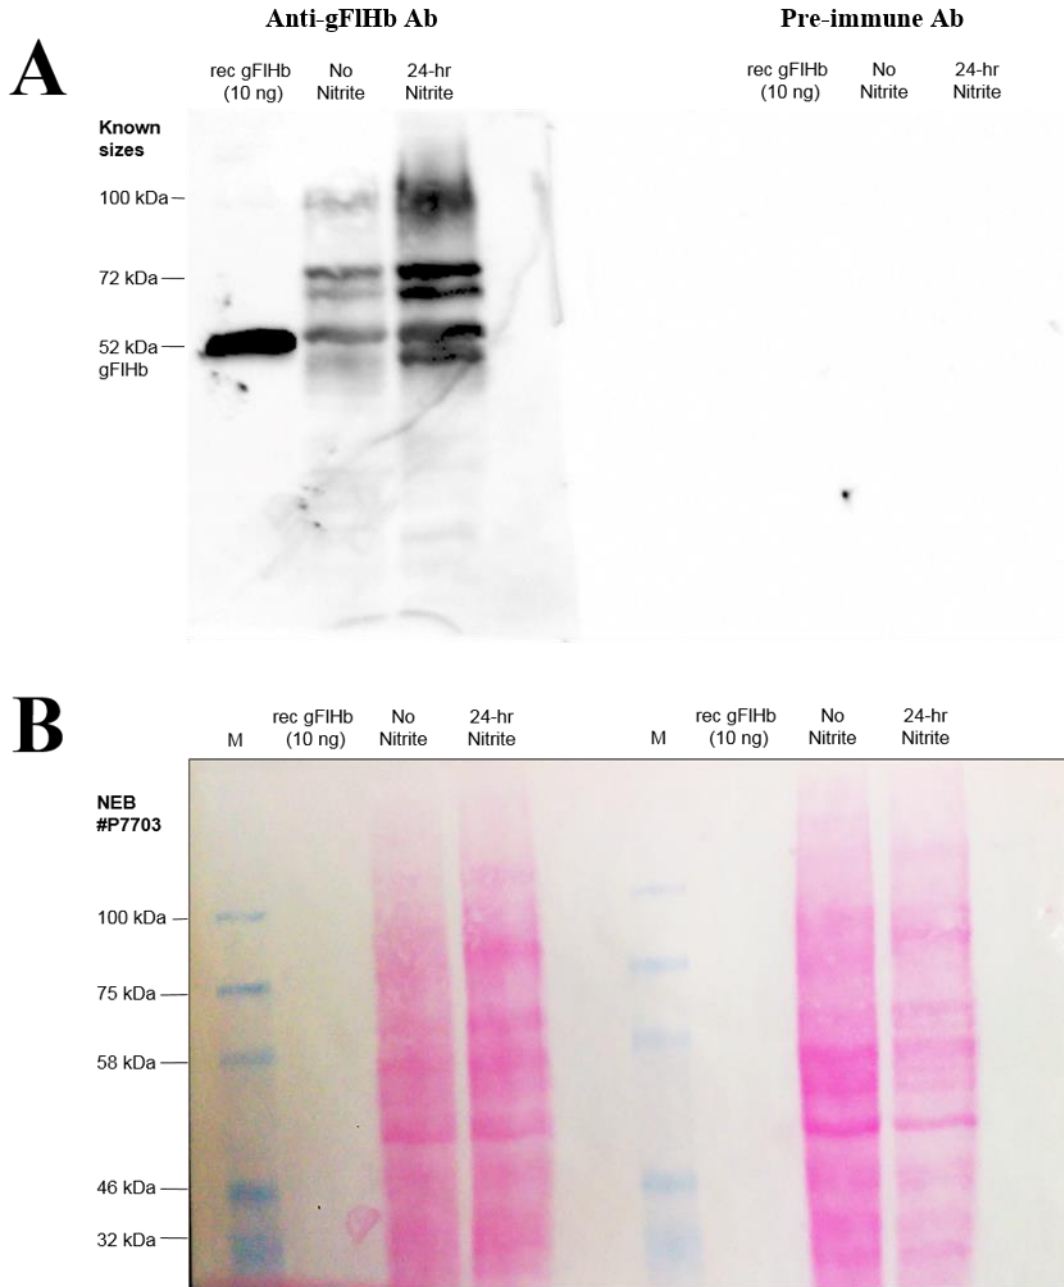 Anti-gFlHb Ab
Pre-immune Ab
A
rec gFlHb
(10 ng)
No
Nitrite
24-hr
Nitrite
rec gFlHb
(10 ng)
No
Nitrite
24-hr
Nitrite
Known
sizes
100 kDa
72 kDa
52 kDa
gFlHb
B
M
rec gFlHb
(10 ng)
No
Nitrite
24-hr
Nitrite
M
rec gFlHb
(10 ng)
No
Nitrite
24-hr
Nitrite
NEB
#P7703
100 kDa
75 kDa
58 kDa
46 kDa
32 kDa